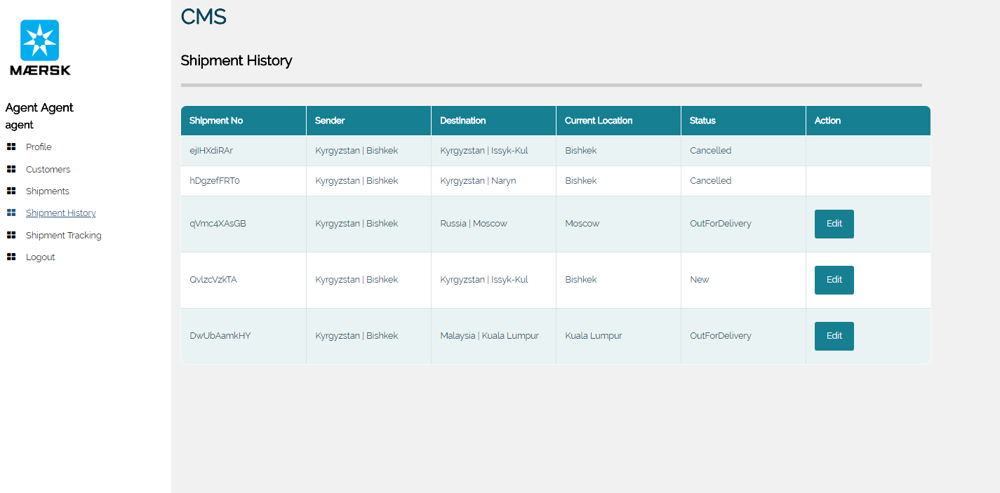 MÆRSK
Agent Agent
agent
Profile
Customers
Shipments
Shipment History
Shipment Tracking
Logout
CMS
Shipment History
Shipment No Sender Destination Current Location Status Action
ejIHXdiRAr Kyrgyzstan | Bishkek Kyrgyzstan | Issyk-Kul Bishkek Cancelled
hDgzefFRT0 Kyrgyzstan | Bishkek Kyrgyzstan | Naryn Bishkek Cancelled
qVmc4XAsGB Kyrgyzstan | Bishkek Russia | Moscow Moscow OutForDelivery Edit
QvlzcVzkTA Kyrgyzstan | Bishkek Kyrgyzstan | Issyk-Kul Bishkek New Edit
DwUbAamkHY Kyrgyzstan | Bishkek Malaysia | Kuala Lumpur Kuala Lumpur OutForDelivery Edit